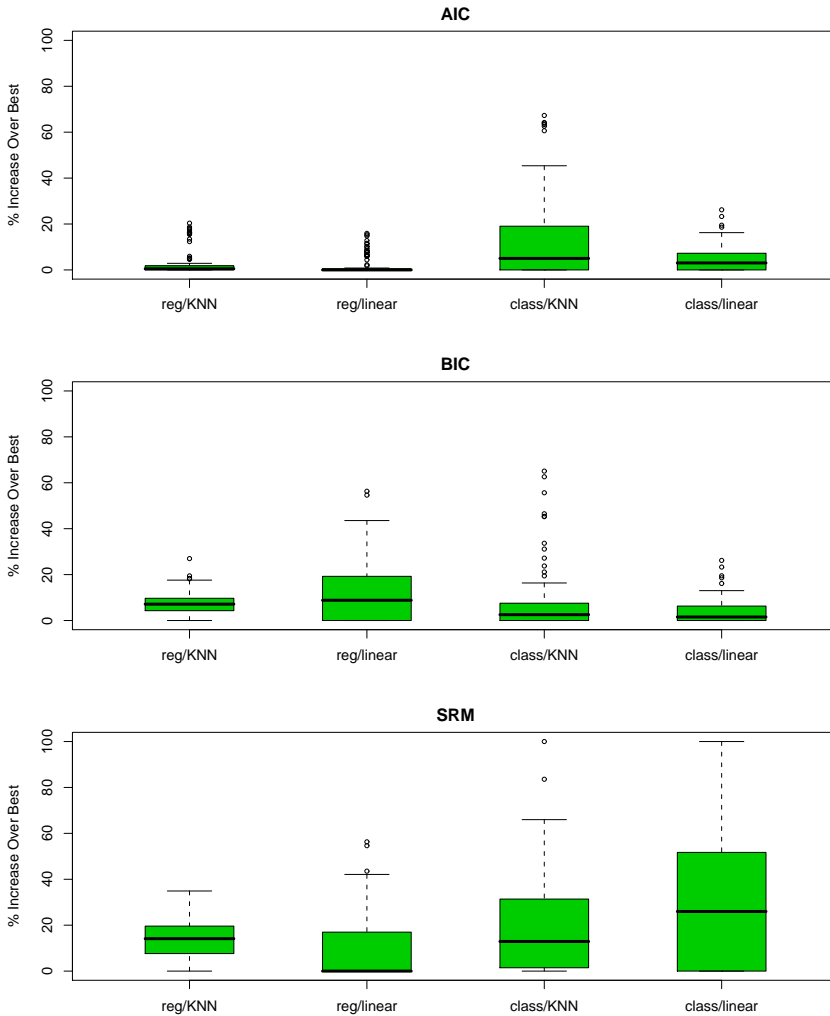 AIC
% Increase Over Best
100
80
60
40
20
0
reg/KNN reg/linear class/KNN class/linear
BIC
% Increase Over Best
100
80
60
40
20
0
reg/KNN reg/linear class/KNN class/linear
SRM
% Increase Over Best
100
80
60
40
20
0
reg/KNN reg/linear class/KNN class/linear